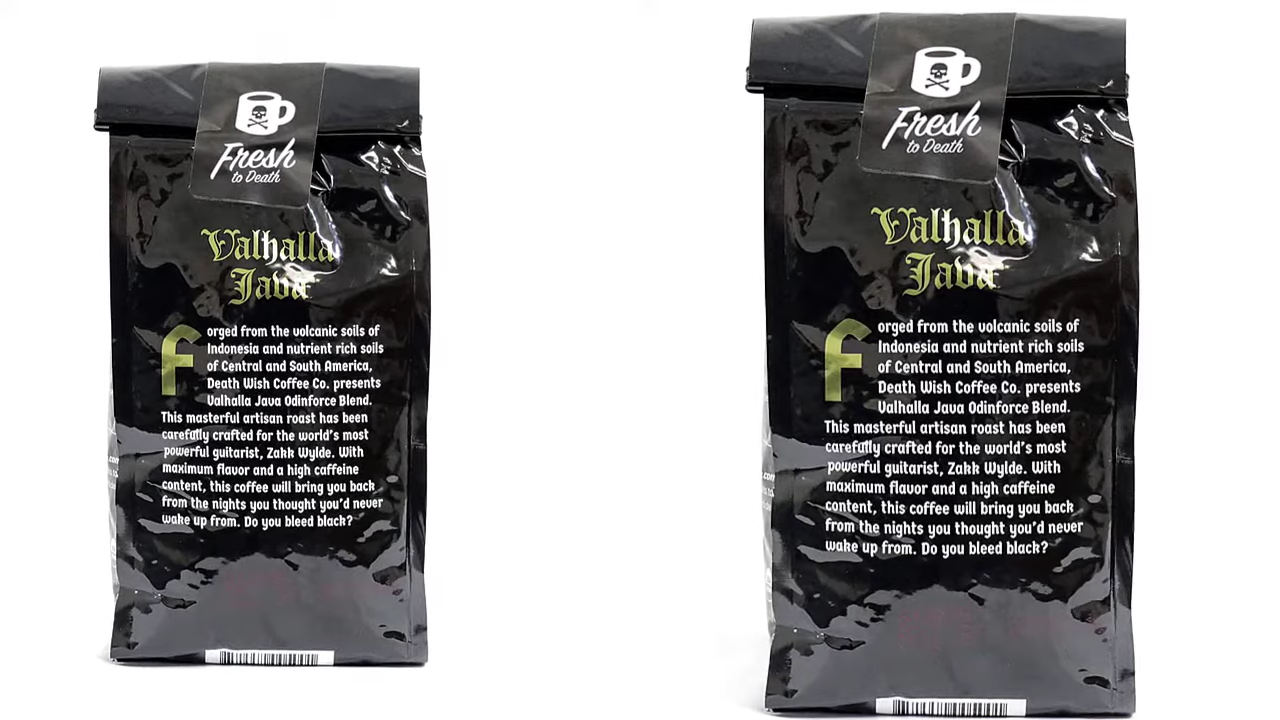 Fresh
to Death
Valhalla
Java
Forged from the volcanic soils of
Indonesia and nutrient rich soils
of Central and South America,
Death Wish Coffee Co. presents
Valhalla Java Odinforce Blend.
This masterful artisan roast has been
carefully crafted for the world's most
powerful guitarist, Zakk Wylde. With
maximum flavor and a high caffeine
content, this coffee will bring you back
from the nights you thought you'd never
wake up from. Do you bleed black?
Fresh
to Death
Valhalla
Java
Forged from the volcanic soils of
Indonesia and nutrient rich soils
of Central and South America,
Death Wish Coffee Co. presents
Valhalla Java Odinforce Blend.
This masterful artisan roast has been
carefully crafted for the world's most
powerful guitarist, Zakk Wylde. With
maximum flavor and a high caffeine
content, this coffee will bring you back
from the nights you thought you'd never
wake up from. Do you bleed black?